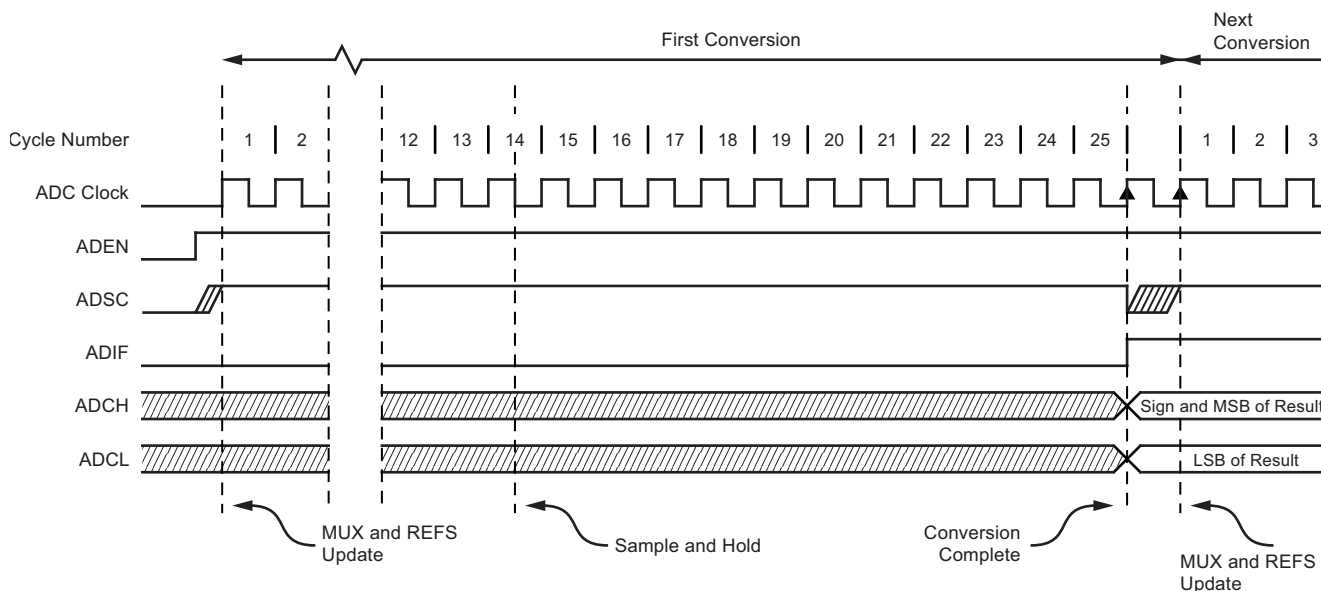 First Conversion
Next
Conversion
Cycle Number 1 2 12 13 14 15 16 17 18 19 20 21 22 23 24 25 1 2 3
ADC Clock
ADEN
ADSC
ADIF
ADCH Sign and MSB of Result
ADCL LSB of Result
MUX and REFS
Update
Sample and Hold
Conversion
Complete
MUX and REFS
Update